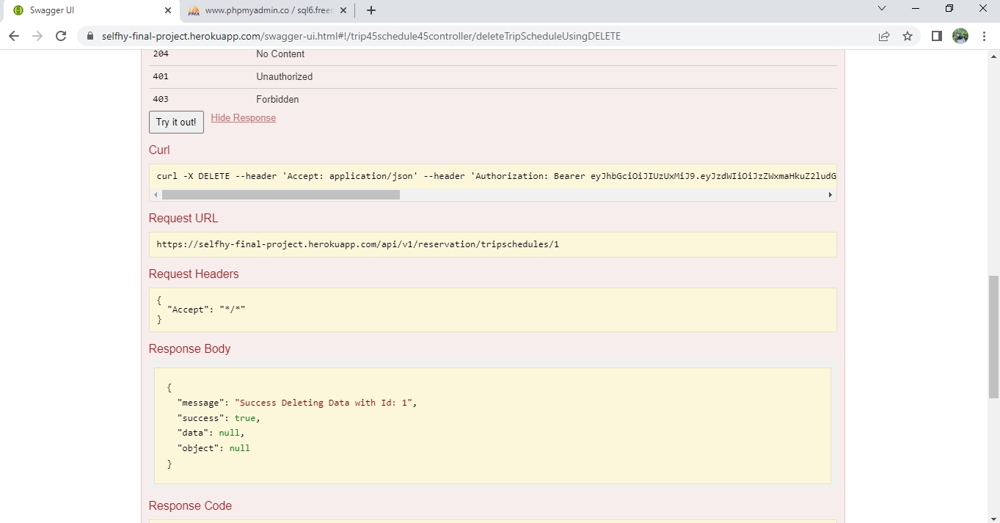 Swagger UI
www.phpmyadmin.co / sql6.freer
selfhy-final-project.herokuapp.com/swagger-ui.html#!/trip45schedule45controller/deleteTripScheduleUsingDELETE
204 No Content
401 Unauthorized
403 Forbidden
Try it out! Hide Response
Curl
curl -X DELETE --header 'Accept: application/json' --header 'Authorization: Bearer eyJhbGciOiJIUzUxMiJ9.eyJzdWIiOiJzZWxmaHkuZ2ludG
Request URL
https://selfhy-final-project.herokuapp.com/api/v1/reservation/tripschedules/1
Request Headers
{
"Accept": "*/*"
}
Response Body
{
"message": "Success Deleting Data with Id: 1",
"success": true,
"data": null,
"object": null
}
Response Code